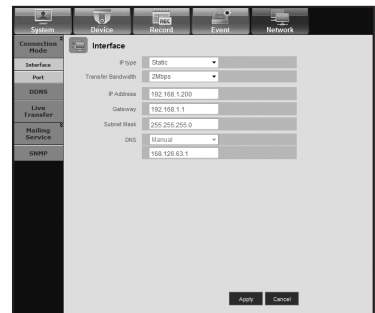 System Device Record Event Network
Connection
Mode
Interface
Port
DDNS
Live
Transfer
Mailing
Service
SNMP
Interface
IP type Static
Transfer Bandwidth 2Mbps
IP Address 192.168.1.200
Gateway 192.168.1.1
Subnet Mask 255.255.255.0
DNS Manual
168.126.63.1
Apply Cancel